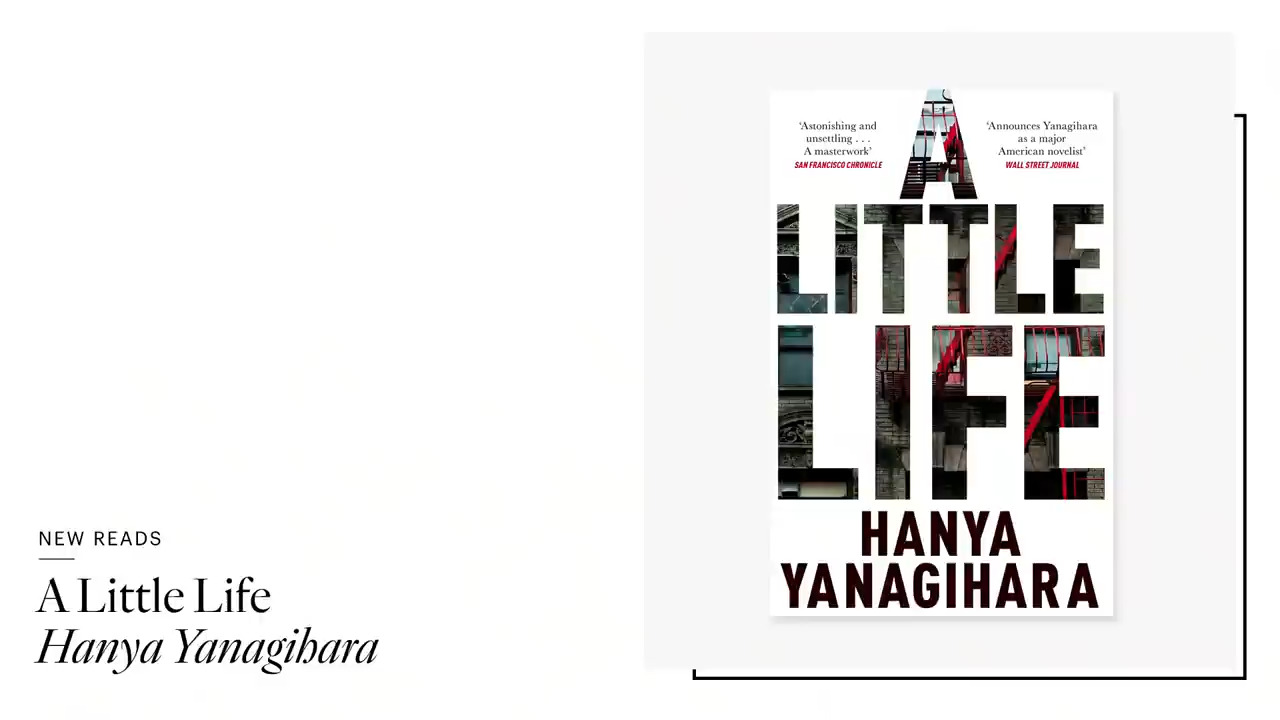 NEW READS
A Little Life
Hanya Yanagihara
‘Astonishing and
unsettling . . .
A masterwork’
SAN FRANCISCO CHRONICLE
‘Announces Yanagihara
as a major
American novelist’
WALL STREET JOURNAL
A
LITTLE
LIFE
HANYA
YANAGIHARA